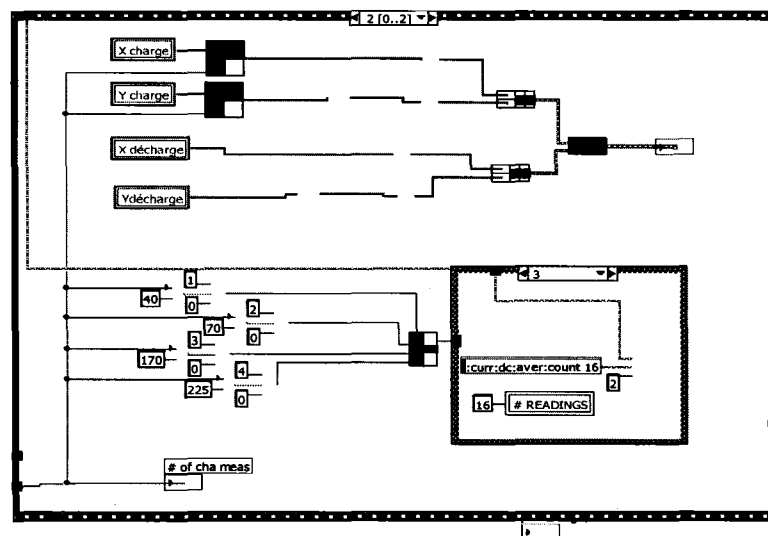 2 [0..2]
X charge
Y charge
X décharge
Ydécharge
1
40
0
2
70
0
3
170
0
4
225
0
3
:curr:dc:aver:count 16
2
16
# READINGS
# of cha meas